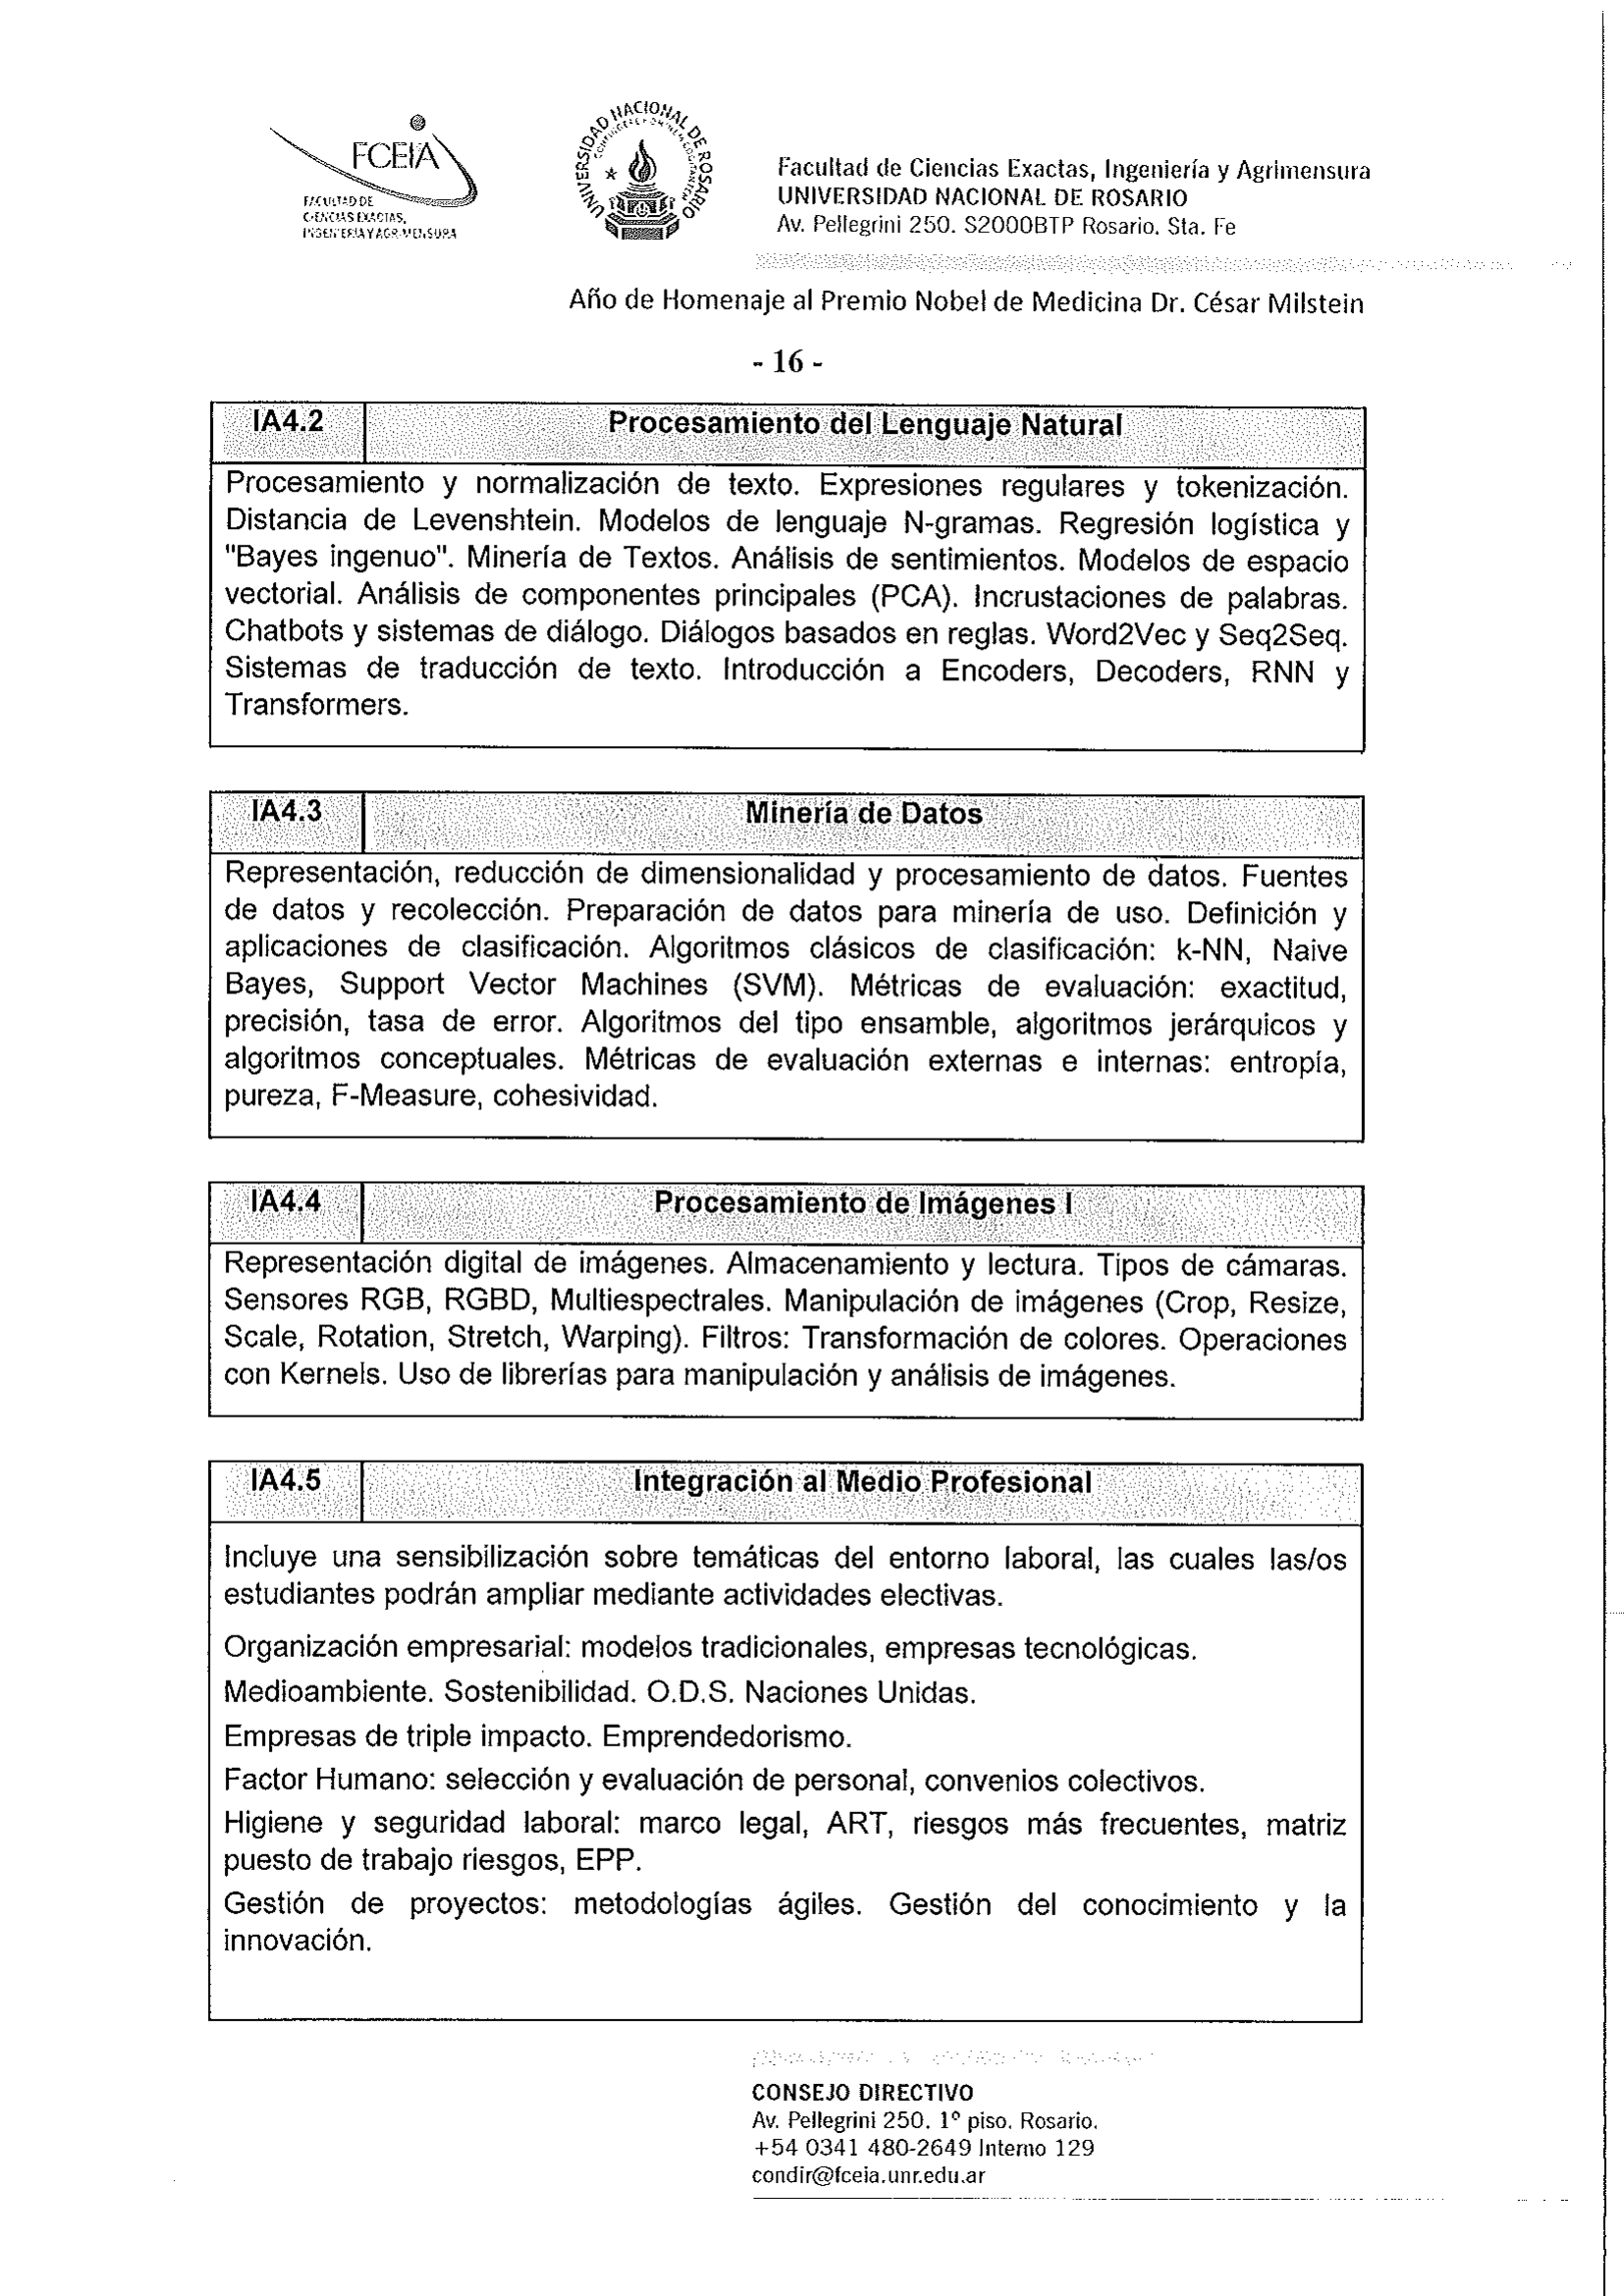 FCEIA
FACULTAD DE
CIENCIAS EXACTAS,
INGENIERÍA Y AGRIMENSURA
UNIVERSIDAD NACIONAL DE ROSARIO
Facultad de Ciencias Exactas, Ingeniería y Agrimensura
UNIVERSIDAD NACIONAL DE ROSARIO
Av. Pellegrini 250. S2000BTP Rosario. Sta. Fe
Año de Homenaje al Premio Nobel de Medicina Dr. César Milstein
- 16 -
IA4.2 Procesamiento del Lenguaje Natural
Procesamiento y normalización de texto. Expresiones regulares y tokenización.
Distancia de Levenshtein. Modelos de lenguaje N-gramas. Regresión logística y
"Bayes ingenuo". Minería de Textos. Análisis de sentimientos. Modelos de espacio
vectorial. Análisis de componentes principales (PCA). Incrustaciones de palabras.
Chatbots y sistemas de diálogo. Diálogos basados en reglas. Word2Vec y Seq2Seq.
Sistemas de traducción de texto. Introducción a Encoders, Decoders, RNN y
Transformers.
IA4.3 Minería de Datos
Representación, reducción de dimensionalidad y procesamiento de datos. Fuentes
de datos y recolección. Preparación de datos para minería de uso. Definición y
aplicaciones de clasificación. Algoritmos clásicos de clasificación: k-NN, Naive
Bayes, Support Vector Machines (SVM). Métricas de evaluación: exactitud,
precisión, tasa de error. Algoritmos del tipo ensamble, algoritmos jerárquicos y
algoritmos conceptuales. Métricas de evaluación externas e internas: entropía,
pureza, F-Measure, cohesividad.
IA4.4 Procesamiento de Imágenes I
Representación digital de imágenes. Almacenamiento y lectura. Tipos de cámaras.
Sensores RGB, RGBD, Multiespectrales. Manipulación de imágenes (Crop, Resize,
Scale, Rotation, Stretch, Warping). Filtros: Transformación de colores. Operaciones
con Kernels. Uso de librerías para manipulación y análisis de imágenes.
IA4.5 Integración al Medio Profesional
Incluye una sensibilización sobre temáticas del entorno laboral, las cuales las/os
estudiantes podrán ampliar mediante actividades electivas.
Organización empresarial: modelos tradicionales, empresas tecnológicas.
Medioambiente. Sostenibilidad. O.D.S. Naciones Unidas.
Empresas de triple impacto. Emprendedorismo.
Factor Humano: selección y evaluación de personal, convenios colectivos.
Higiene y seguridad laboral: marco legal, ART, riesgos más frecuentes, matriz
puesto de trabajo riesgos, EPP.
Gestión de proyectos: metodologías ágiles. Gestión del conocimiento y la
innovación.
CONSEJO DIRECTIVO
Av. Pellegrini 250. 1º piso. Rosario.
+54 0341 480-2649 Interno 129
condir@fceia.unr.edu.ar